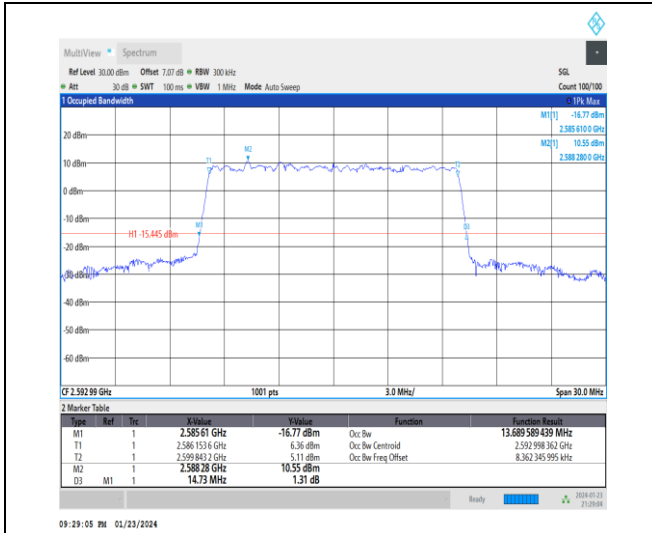 MultiView Spectrum
Ref Level 30.00 dBm Offset 7.07 dB RBW 300 kHz SGL
Att 30 dB SWT 100 ms VBW 1 MHz Mode Auto Sweep Count 100/100
1 Occupied Bandwidth 1Pk Max
M1[1] -16.77 dBm
2.585 610 0 GHz
M2[1] 10.55 dBm
2.588 280 0 GHz
20 dBm
M2
T1
T2
10 dBm
0 dBm
-10 dBm
M1
D3
H1 -15.445 dBm
-20 dBm
-30 dBm
-40 dBm
-50 dBm
-60 dBm
CF 2.592 99 GHz 1001 pts 3.0 MHz/ Span 30.0 MHz
2 Marker Table
Type Ref Trc X-Value Y-Value Function Function Result
M1 1 2.58561 GHz -16.77 dBm Occ Bw 13.689 589 439 MHz
T1 1 2.586 153 6 GHz 6.36 dBm Occ Bw Centroid 2.592 998 362 GHz
T2 1 2.599 843 2 GHz 5.11 dBm Occ Bw Freq Offset 8.362 345 995 kHz
M2 1 2.58828 GHz 10.55 dBm
D3 M1 1 14.73 MHz 1.31 dB
Ready 2024-01-23
21:29:04
09:29:05 PM 01/23/2024